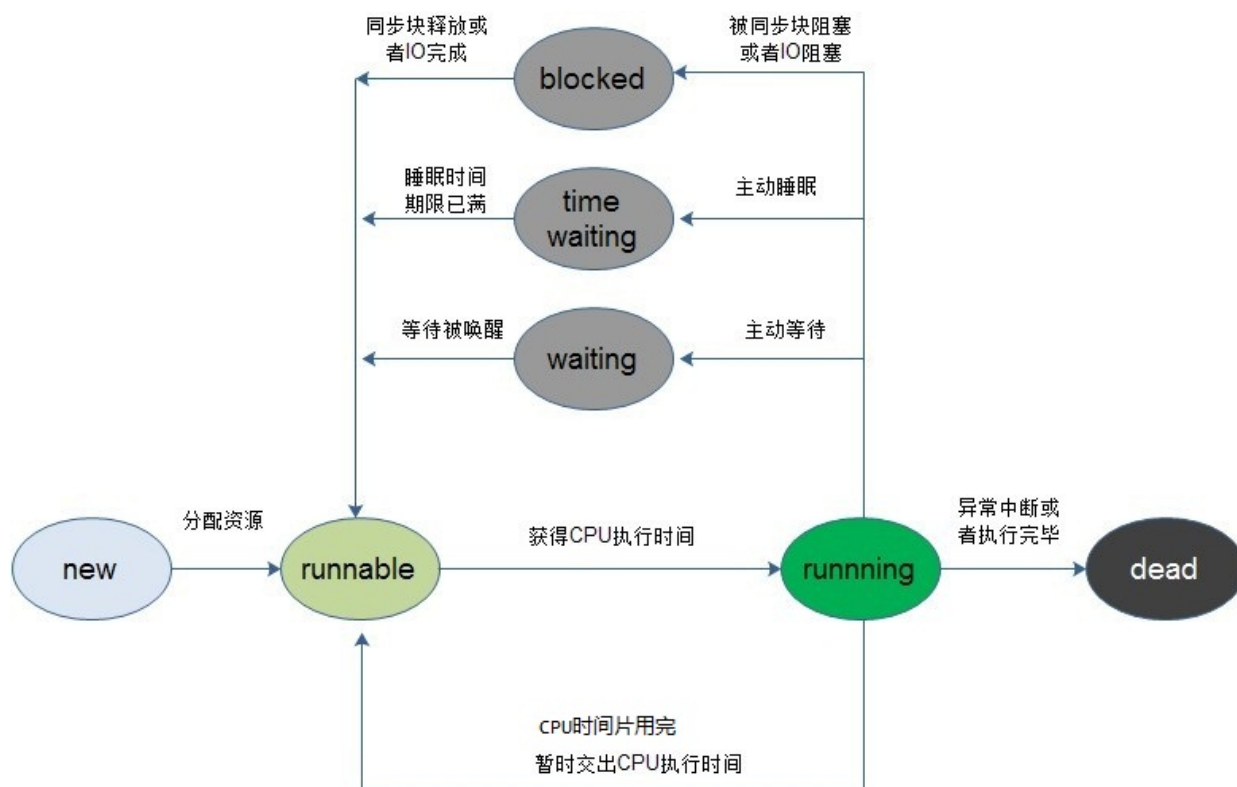 同步块释放或
者IO完成
blocked
被同步块阻塞
或者IO阻塞
睡眠时间
期限已满
time
waiting
主动睡眠
等待被唤醒
waiting
主动等待
new
分配资源
runnable
获得CPU执行时间
runnning
异常中断或
者执行完毕
dead
CPU时间片用完
暂时交出CPU执行时间